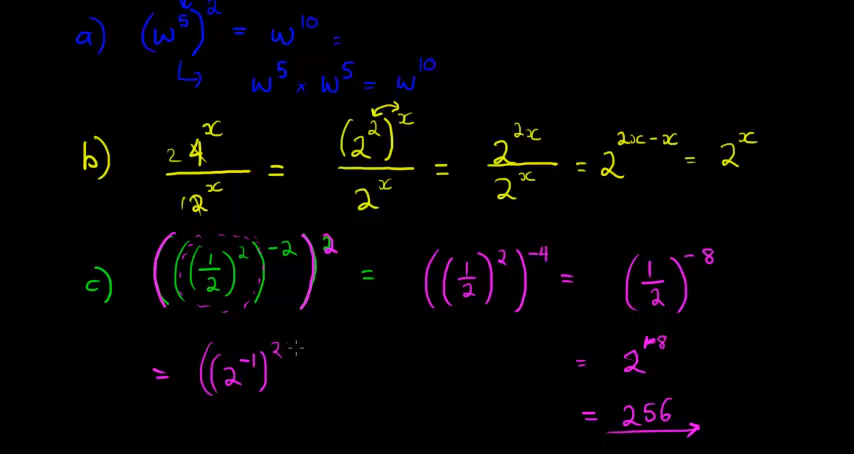 a) (w^5)^2 = w^10 =
w^5 × w^5 = w^10
b) 4^x / 2^x = (2^2)^x / 2^x = 2^2x / 2^x = 2^2x-x = 2^x
c) (((1/2)^2)^-2)^2 = ((1/2)^2)^-4 = (1/2)^-8
= ((2^-1)^2
= 2^8
= 256